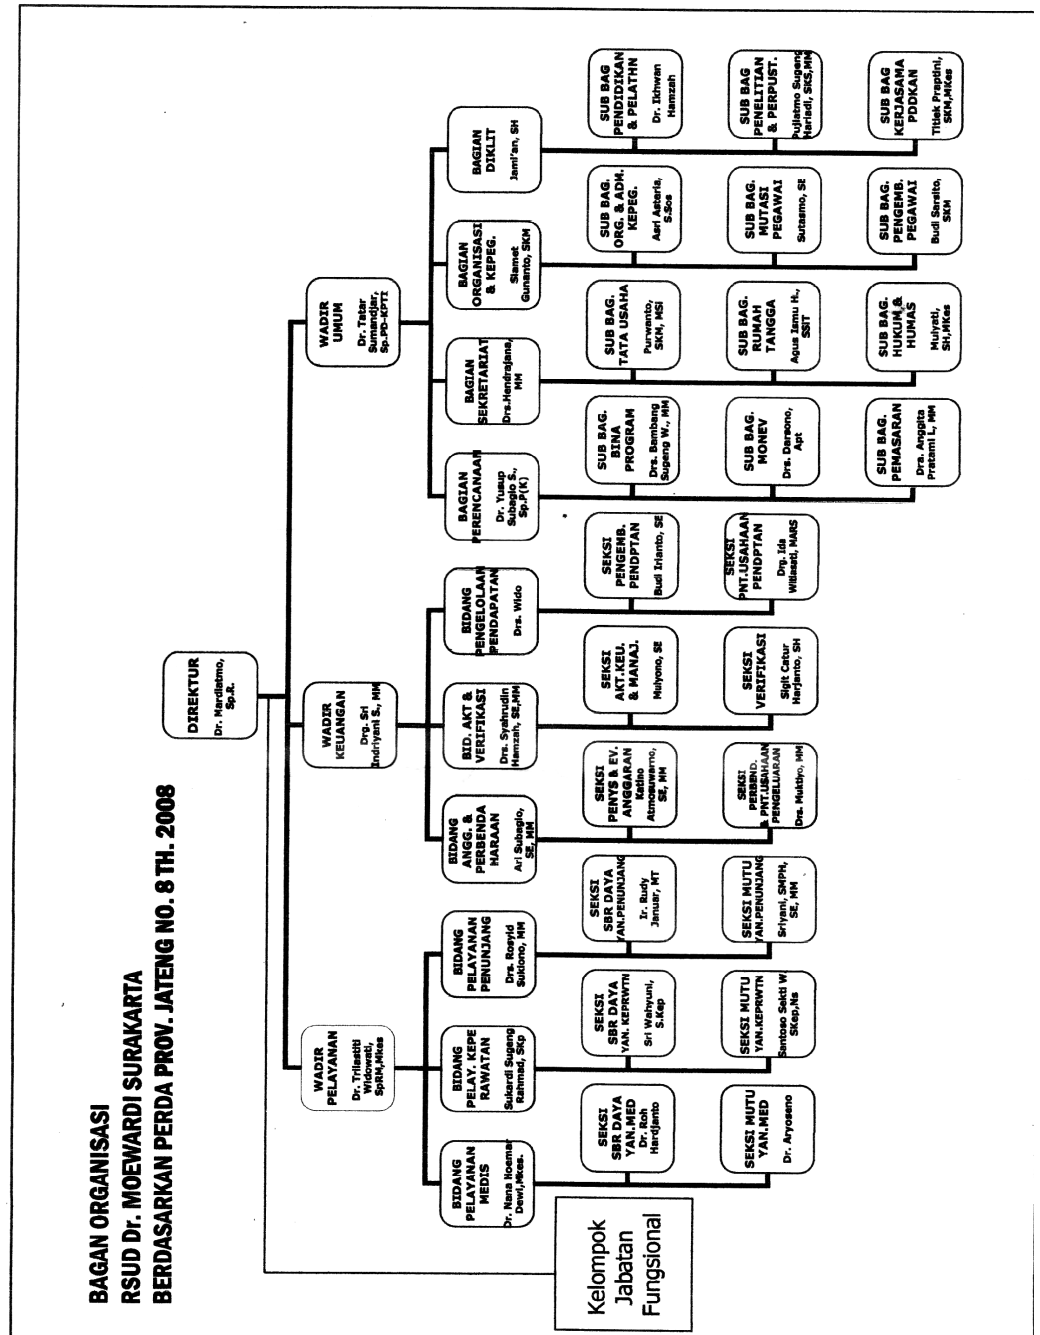 BAGAN ORGANISASI
RSUD Dr. MOEWARDI SURAKARTA
BERDASARKAN PERDA PROV. JATENG NO. 8 TH. 2008
DIREKTUR
Dr. Mardiatmo,
Sp.R.
WADIR
PELAYANAN
Dr. Trilastiti
Widowati,
SpRM,Mkes
WADIR
KEUANGAN
Drg. Sri
Indriyani S., MM
WADIR
UMUM
Dr. Tatar
Sumandjar,
Sp.PD-KPTI
BIDANG
PELAYANAN
MEDIS
Dr. Nana Hoemar
Dewi,Mkes.
BIDANG
PELAY. KEPE
RAWATAN
Sukardi Sugeng
Rahmad, SKp
BIDANG
PELAYANAN
PENUNJANG
Drs. Rosyid
Sukiono, MM
BIDANG
ANGG. &
PERBENDA
HARAAN
Ari Subagio,
SE, MM
BID. AKT &
VERIFIKASI
Drs. Syahrudin
Hamzah, SE,MM
BIDANG
PENGELOLAAN
PENDAPATAN
Drs. Wido
BAGIAN
PERENCANAAN
Dr. Yusup
Subagio S.,
Sp.P(K)
BAGIAN
SEKRETARIAT
Drs.Hendrajana,
MM
BAGIAN
ORGANISASI
& KEPEG.
Slamet
Gunanto, SKM
BAGIAN
DIKLIT
Jami'an, SH
SEKSI
SBR DAYA
YAN.MED
Dr. Roh
Hardjanto
SEKSI
SBR DAYA
YAN. KEPRWTN
Sri Wahyuni,
S.Kep
SEKSI
SBR DAYA
YAN.PENUNJANG
Ir. Rudy
Januar, MT
SEKSI
PENYS & EV.
ANGGARAN
Katino
Atmosuwarno,
SE, MM
SEKSI
AKT.KEU.
& MANAJ.
Mulyono, SE
SEKSI
PENGEMB.
PENDPTAN
Budi Irianto, SE
SUB BAG.
BINA
PROGRAM
Drs. Bambang
Sugeng W., MM
SUB BAG.
TATA USAHA
Purwanto,
SKM, MSi
SUB BAG.
ORG. & ADM.
KEPEG.
Asri Asteria,
S.Sos
SUB BAG
PENDIDIKAN
& PELATHN
Dr. Ikhwan
Hamzah
SEKSI MUTU
YAN.MED
Dr. Aryoseno
SEKSI MUTU
YAN.KEPRWTN
Santoso Sekti W
SKep,Ns
SEKSI MUTU
YAN.PENUNJANG
Sriyani, SMPH,
SE, MM
SEKSI
PERBEND.
& PNT.USAHAAN
PENGELUARAN
Drs. Muktiyo, MM
SEKSI
VERIFIKASI
Sigit Catur
Harjanto, SH
SEKSI
PNT.USAHAAN
PENDPTAN
Drg. Ida
Witiasati, MARS
SUB BAG.
MONEV
Drs. Darsono,
Apt
SUB BAG.
RUMAH
TANGGA
Agus Ismu H.,
SSIT
SUB BAG.
MUTASI
PEGAWAI
Sutasmo, SE
SUB BAG
PENELITIAN
& PERPUST.
Pujiatmo Sugeng
Hariadi, SKS,MM
SUB BAG.
PEMASARAN
Dra. Anggita
Pratami L, MM
SUB BAG.
HUKUM &
HUMAS
Mulyati,
SH,MKes
SUB BAG.
PENGEMB.
PEGAWAI
Budi Sarsito,
SKM
SUB BAG
KERJASAMA
PDDKAN
Titiek Praptini,
SKM,MKes
Kelompok
Jabatan
Fungsional